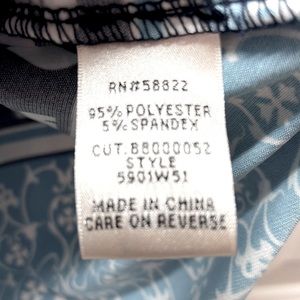 RN#58822
95% POLYESTER
5% SPANDEX
CUT. 88000052
STYLE
5901W51
MADE IN CHINA
CARE ON REVERSE